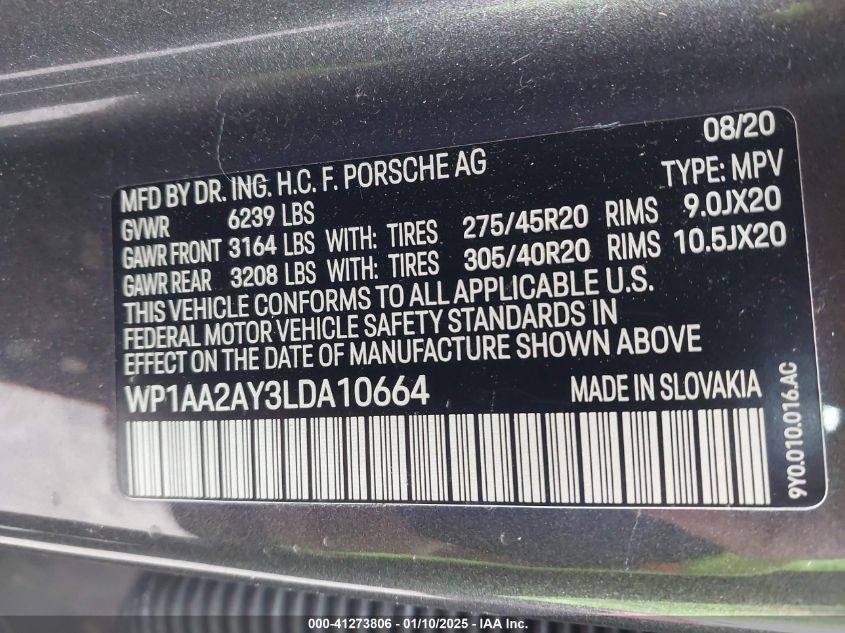 08/20
MFD BY DR. ING. H.C. F. PORSCHE AG TYPE: MPV
GVWR 6239 LBS
GAWR FRONT 3164 LBS WITH: TIRES 275/45R20 RIMS 9.0JX20
GAWR REAR 3208 LBS WITH: TIRES 305/40R20 RIMS 10.5JX20
THIS VEHICLE CONFORMS TO ALL APPLICABLE U.S.
FEDERAL MOTOR VEHICLE SAFETY STANDARDS IN
EFFECT ON THE DATE OF MANUFACTURE SHOWN ABOVE
WP1AA2AY3LDA10664 MADE IN SLOVAKIA
9Y0.010.016.AC
000-41273806 - 01/10/2025 - IAA Inc.